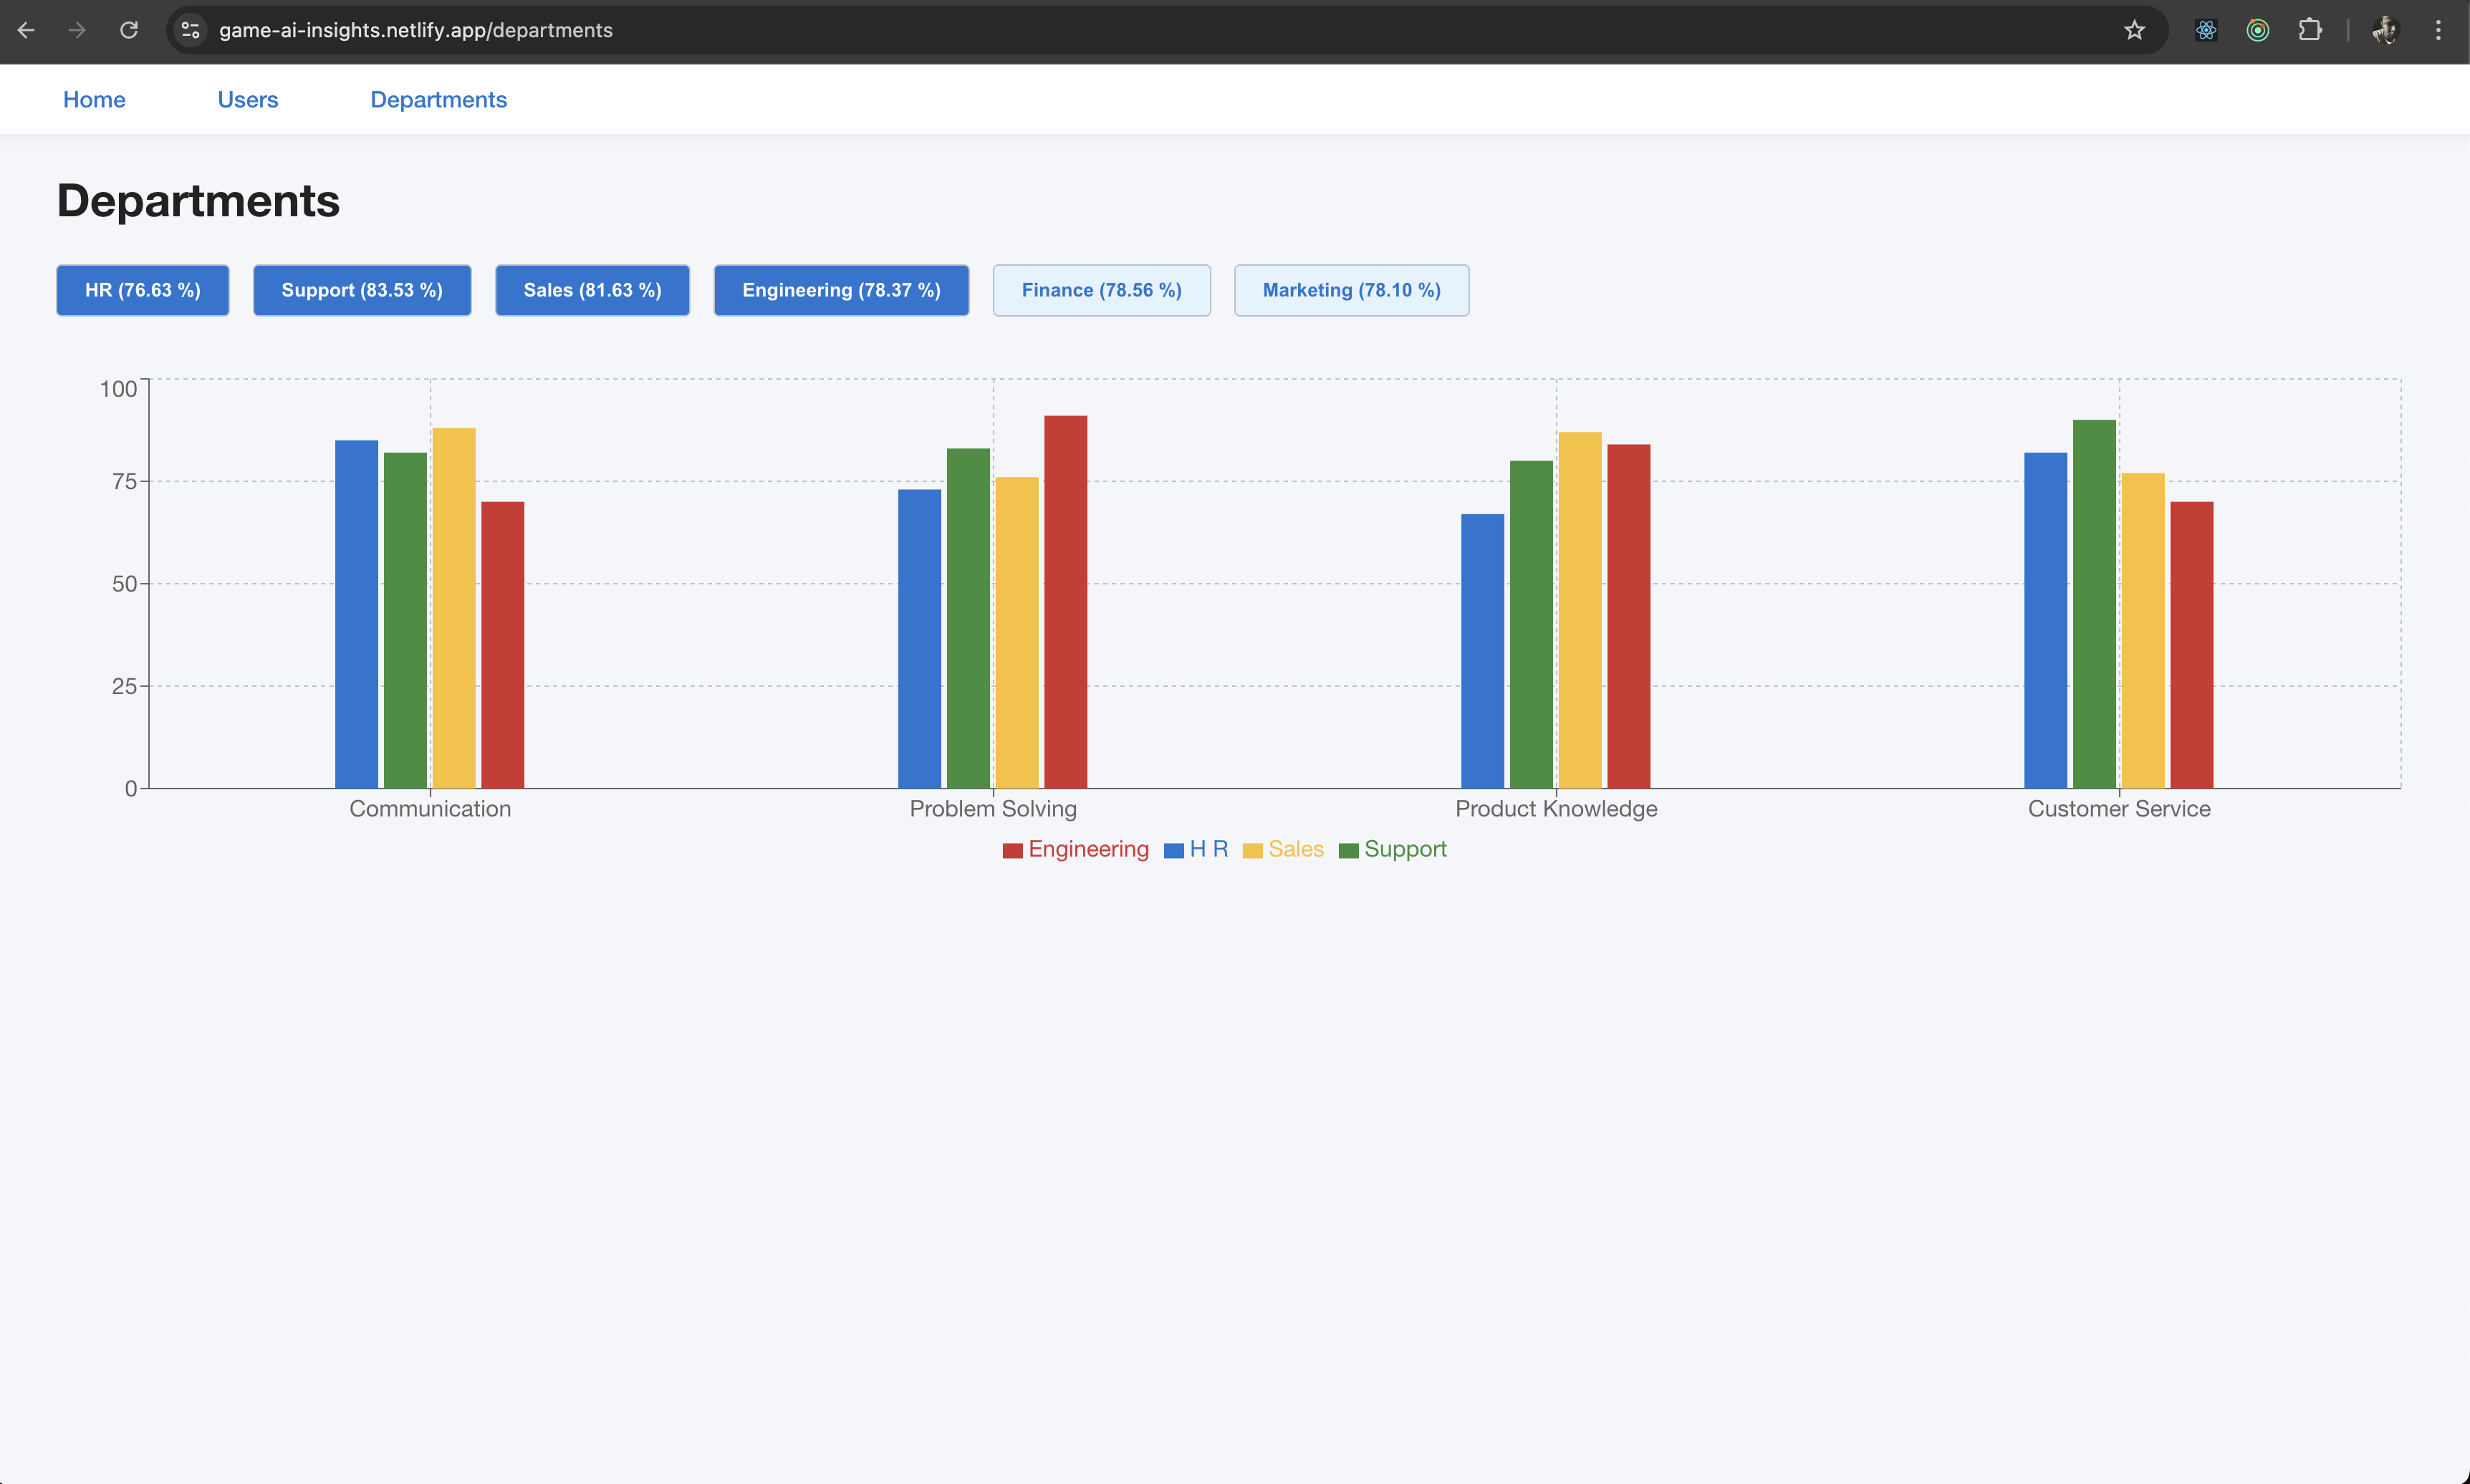 game-ai-insights.netlify.app/departments
Home Users Departments
Departments
HR (76.63 %) Support (83.53 %) Sales (81.63 %) Engineering (78.37 %) Finance (78.56 %) Marketing (78.10 %)
100
75
50
25
0
Communication Problem Solving Product Knowledge Customer Service
Engineering H R Sales Support